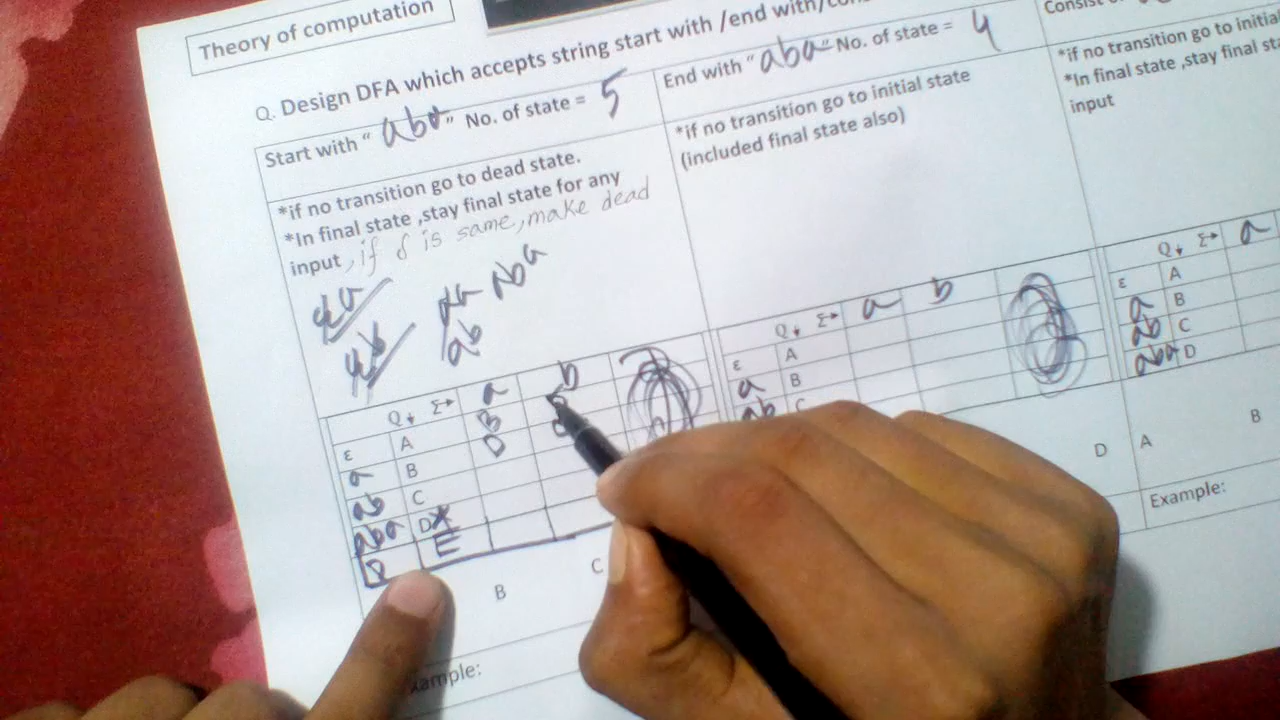 Theory of computation
Q. Design DFA which accepts string start with /end with/
Start with “ aba” No. of state = 5
*if no transition go to dead state.
*In final state ,stay final state for any
input, if δ is same, make dead
aba
ab
a b
Q↓ Σ→
ε A B
a B D
ab C
aba D*
E
B C
End with “ aba” No. of state = 4
*if no transition go to initial state
(included final state also)
Q↓ Σ→ a b
ε A
a B
ab C
D
*if no transition go to initial
*In final state ,stay final
input
Q↓ Σ→ a
ε A
a B
ab C
aba D
A B
Example: